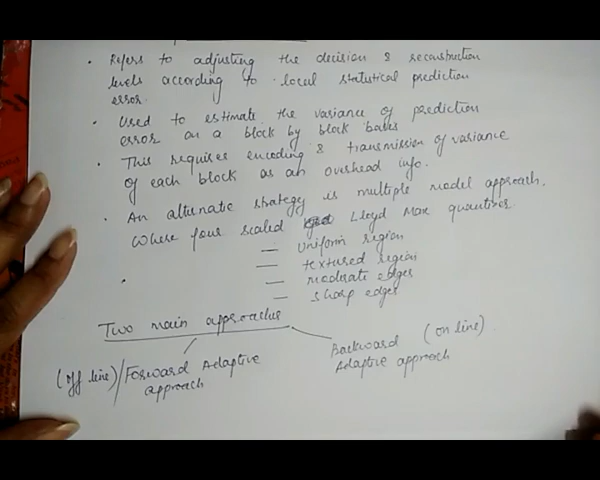 • Refers to adjusting the decision & reconstruction
levels according to local statistical prediction
error.
• Used to estimate the variance of prediction
error on a block by block basis
• This requires encoding & transmission of variance
of each block as an overhead info.
• An alternate strategy is multiple model approach.
Where four scaled Lloyd Max quantizer.
— Uniform region
— textured region
— moderate edges
— sharp edges
Two main approaches
(off line)/Forward Adaptive
approach
Backward (on line)
Adaptive approach